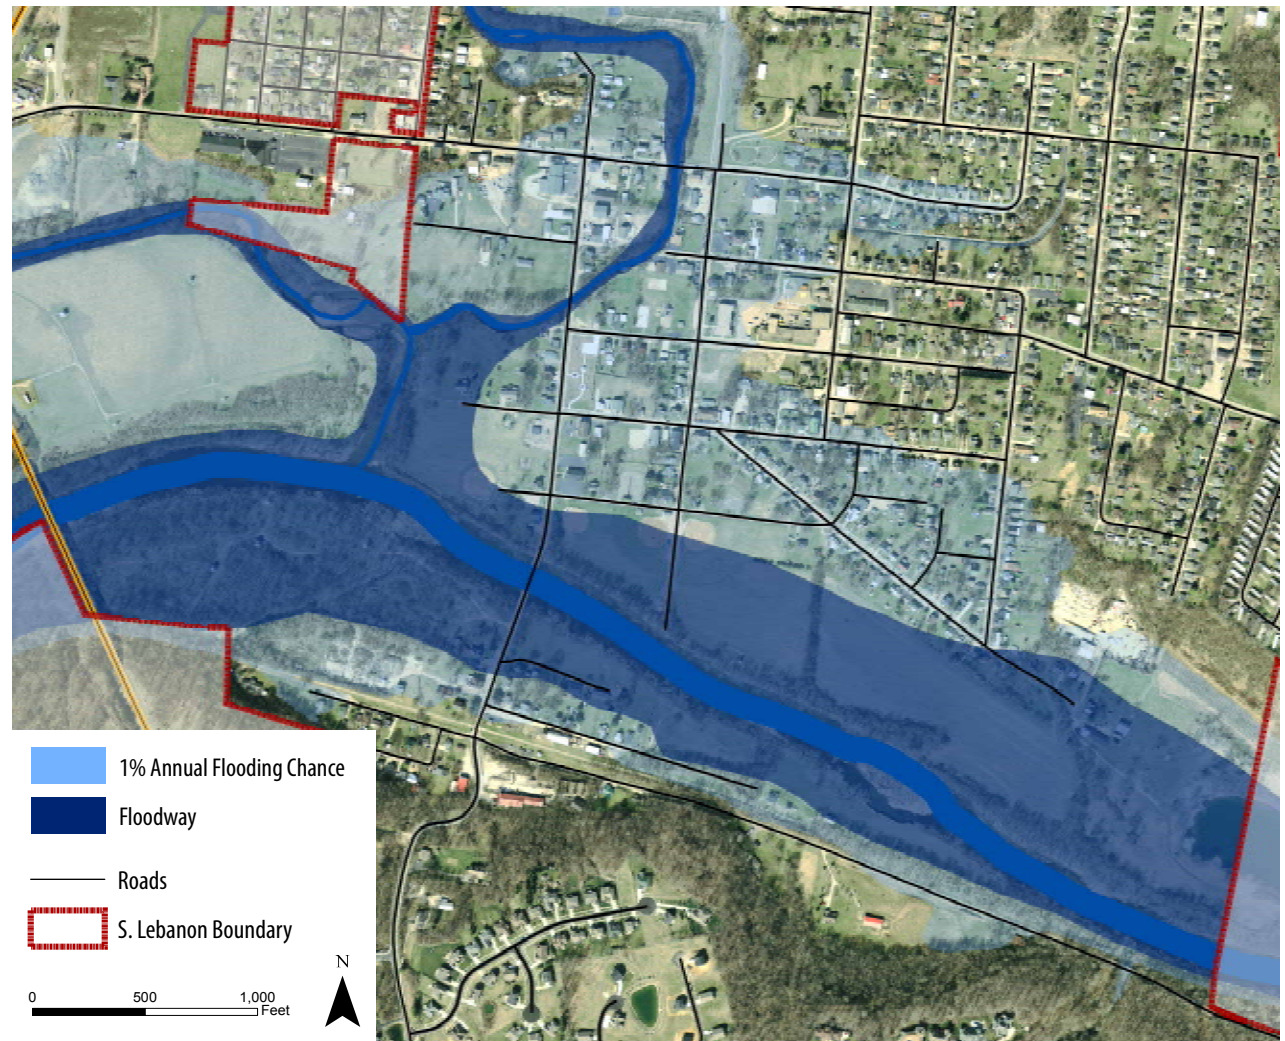 1% Annual Flooding Chance
Floodway
Roads
S. Lebanon Boundary
N
0 500 1,000
Feet